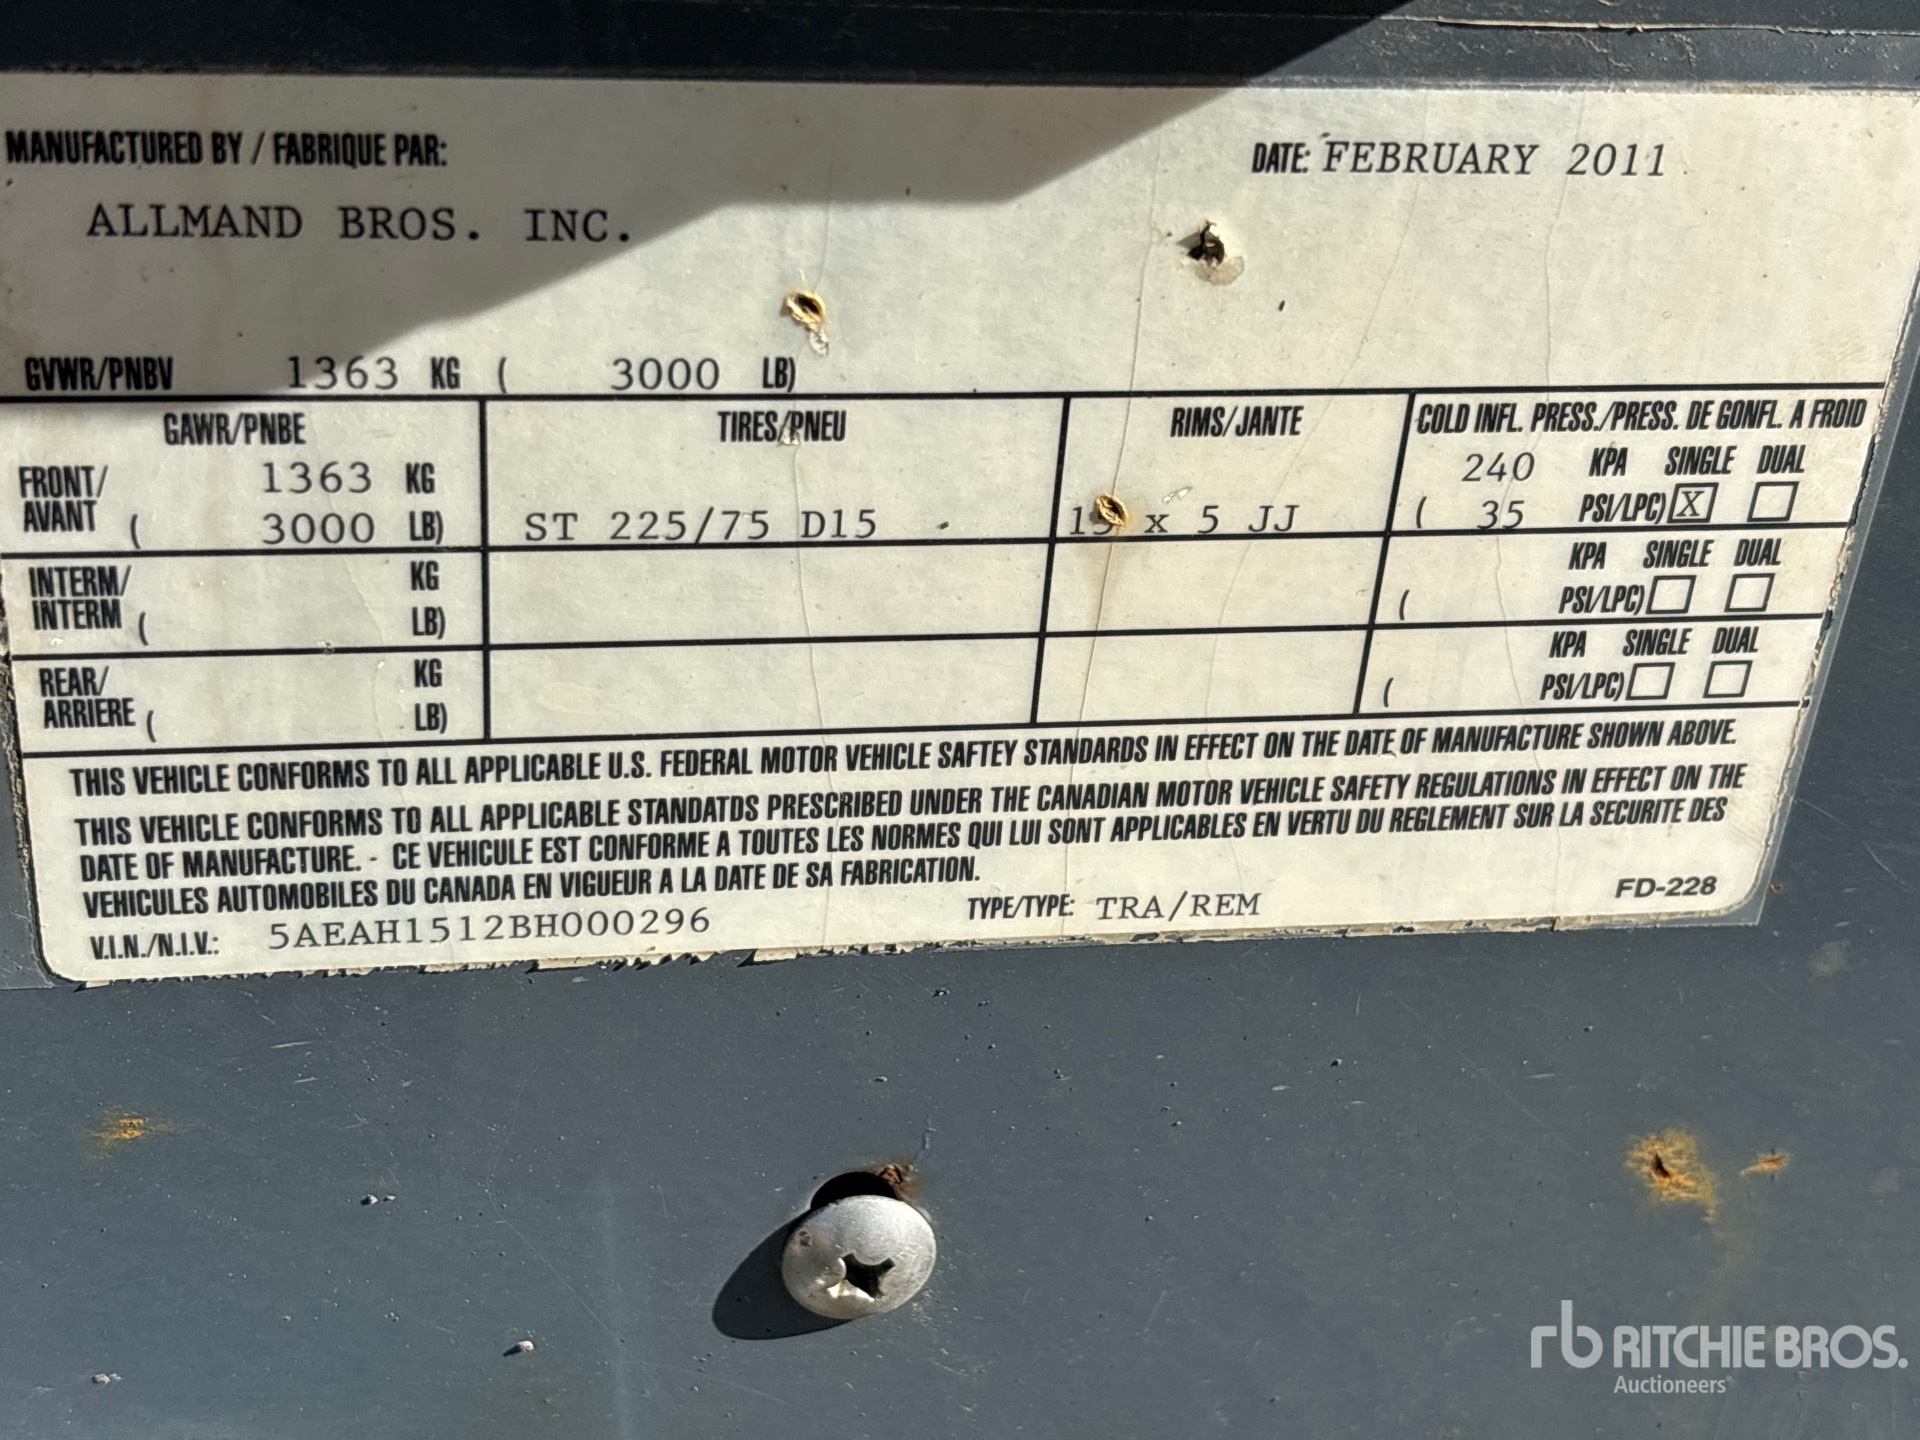 MANUFACTURED BY / FABRIQUE PAR: DATE: FEBRUARY 2011
ALLMAND BROS. INC.
GVWR/PNBV 1363 KG ( 3000 LB)
GAWR/PNBE TIRES/PNEU RIMS/JANTE COLD INFL. PRESS./PRESS. DE GONFL. A FROID
FRONT/ 1363 KG 240 KPA SINGLE DUAL
AVANT ( 3000 LB) ST 225/75 D15 15 x 5 JJ ( 35 PSI/LPC) X
INTERM/ KG KPA SINGLE DUAL
INTERM ( LB) ( PSI/LPC)
REAR/ KG KPA SINGLE DUAL
ARRIERE ( LB) ( PSI/LPC)
THIS VEHICLE CONFORMS TO ALL APPLICABLE U.S. FEDERAL MOTOR VEHICLE SAFTEY STANDARDS IN EFFECT ON THE DATE OF MANUFACTURE SHOWN ABOVE.
THIS VEHICLE CONFORMS TO ALL APPLICABLE STANDATDS PRESCRIBED UNDER THE CANADIAN MOTOR VEHICLE SAFETY REGULATIONS IN EFFECT ON THE
DATE OF MANUFACTURE. - CE VEHICULE EST CONFORME A TOUTES LES NORMES QUI LUI SONT APPLICABLES EN VERTU DU REGLEMENT SUR LA SECURITE DES
VEHICULES AUTOMOBILES DU CANADA EN VIGUEUR A LA DATE DE SA FABRICATION.
V.I.N./N.I.V.: 5AEAH1512BH000296 TYPE/TYPE: TRA/REM FD-228
rb RITCHIE BROS.
Auctioneers